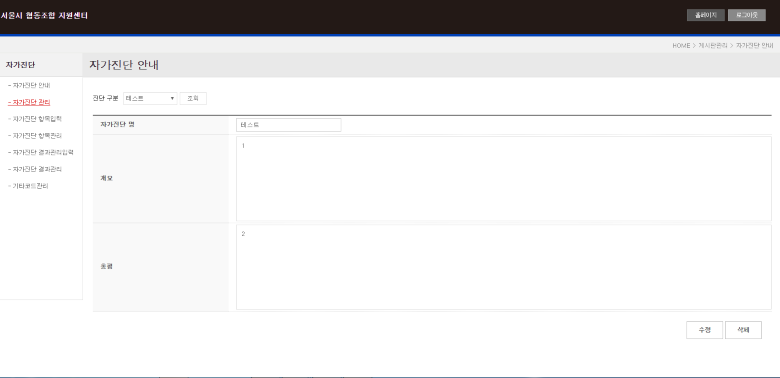 서울시 협동조합 지원센터
홈페이지 로그아웃
HOME > 게시판관리 > 자가진단 안내
자가진단
- 자가진단 안내
- 자가진단 관리
- 자가진단 항목입력
- 자가진단 항목관리
- 자가진단 결과관리입력
- 자가진단 결과관리
- 기타코드관리
자가진단 안내
진단 구분 테스트 조회
자가진단 명 테스트
개요 1
총평 2
수정 삭제